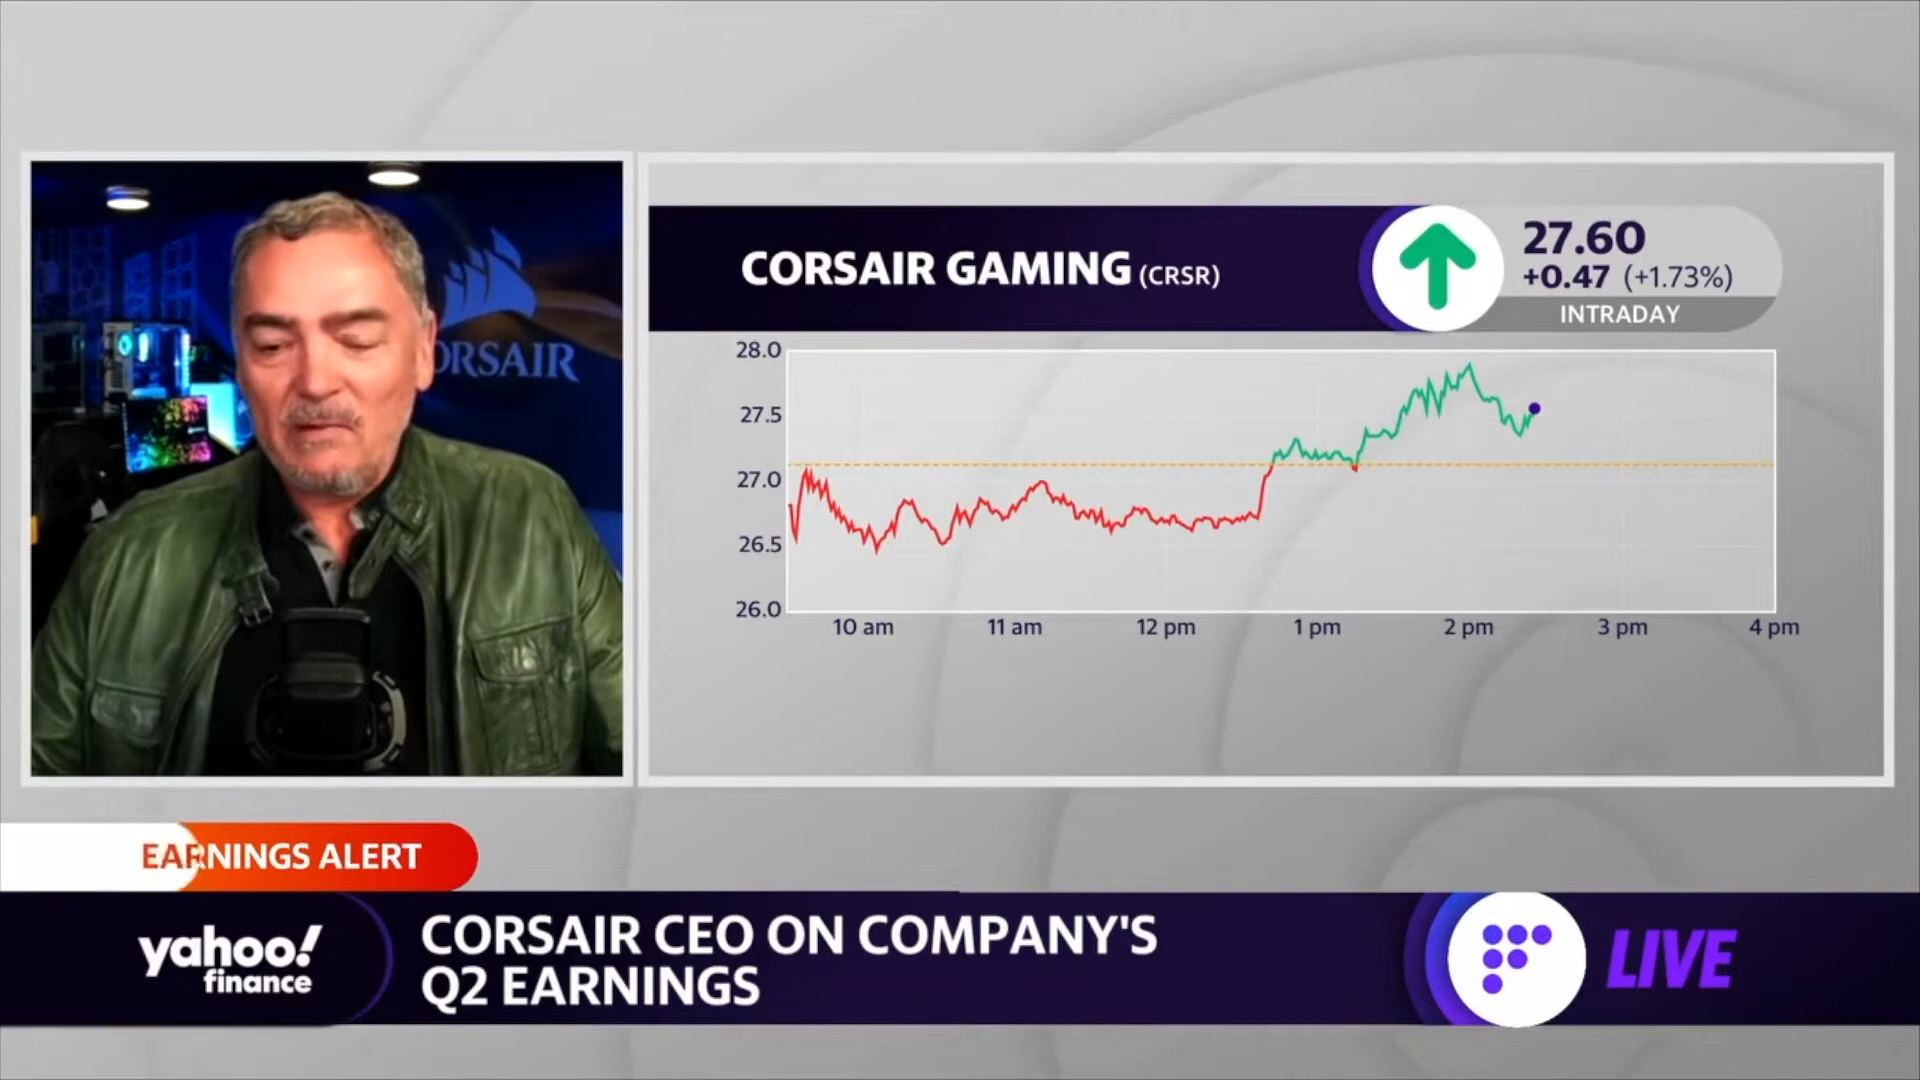 ORSAIR
CORSAIR GAMING (CRSR)
27.60
+0.47 (+1.73%)
INTRADAY
28.0
27.5
27.0
26.5
26.0
10 am 11 am 12 pm 1 pm 2 pm 3 pm 4 pm
EARNINGS ALERT
yahoo!
finance
CORSAIR CEO ON COMPANY'S
Q2 EARNINGS
LIVE